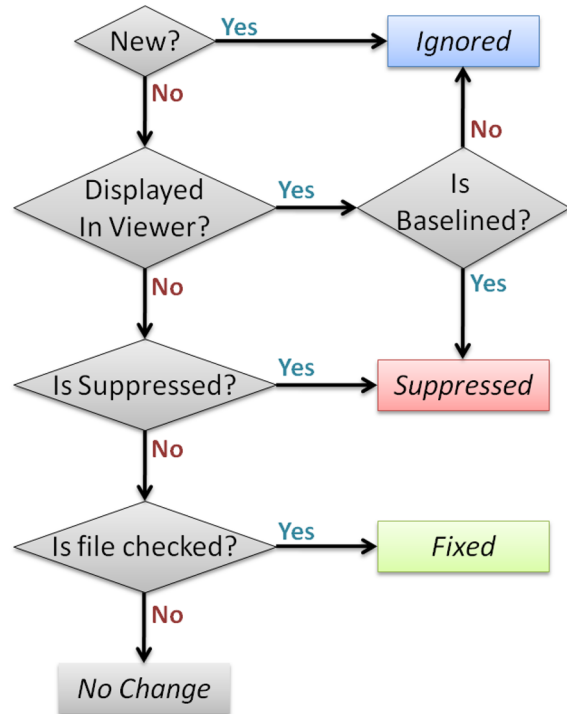 New?
Yes
Ignored
No
No
Displayed
In Viewer?
Yes
Is
Baselined?
No
Yes
Is Suppressed?
Yes
Suppressed
No
Is file checked?
Yes
Fixed
No
No Change